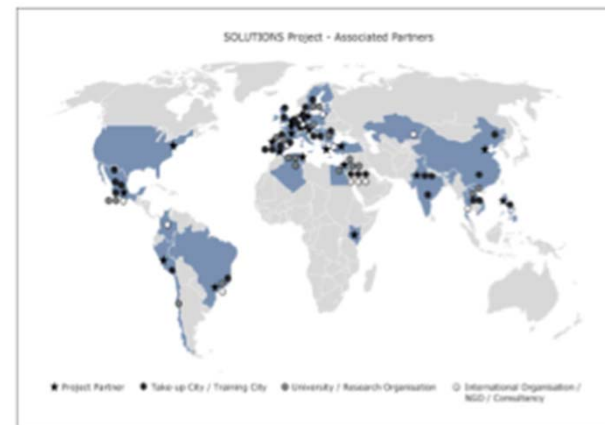 SOLUTIONS Project - Associated Partners
Project Partner
Take-up City / Training City
University / Research Organisation
International Organisation /
NGO / Consultancy